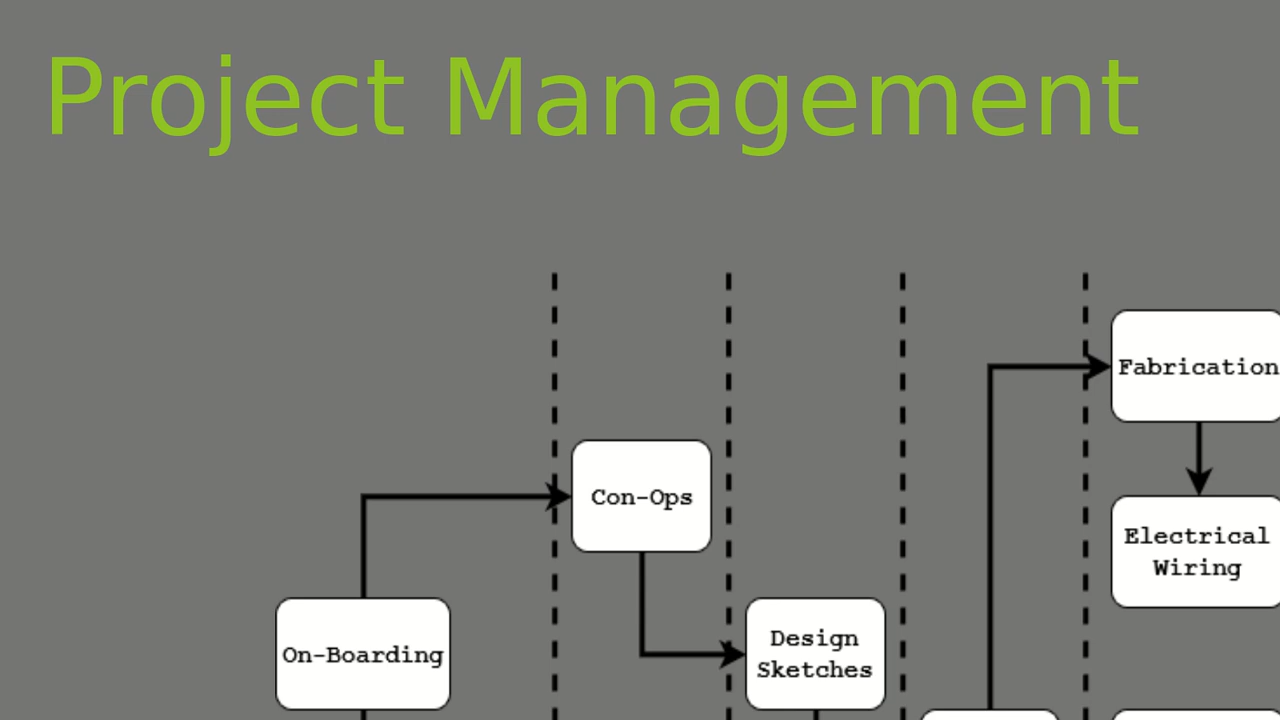 Project Management
Fabrication
Con-Ops
Electrical
Wiring
On-Boarding
Design
Sketches